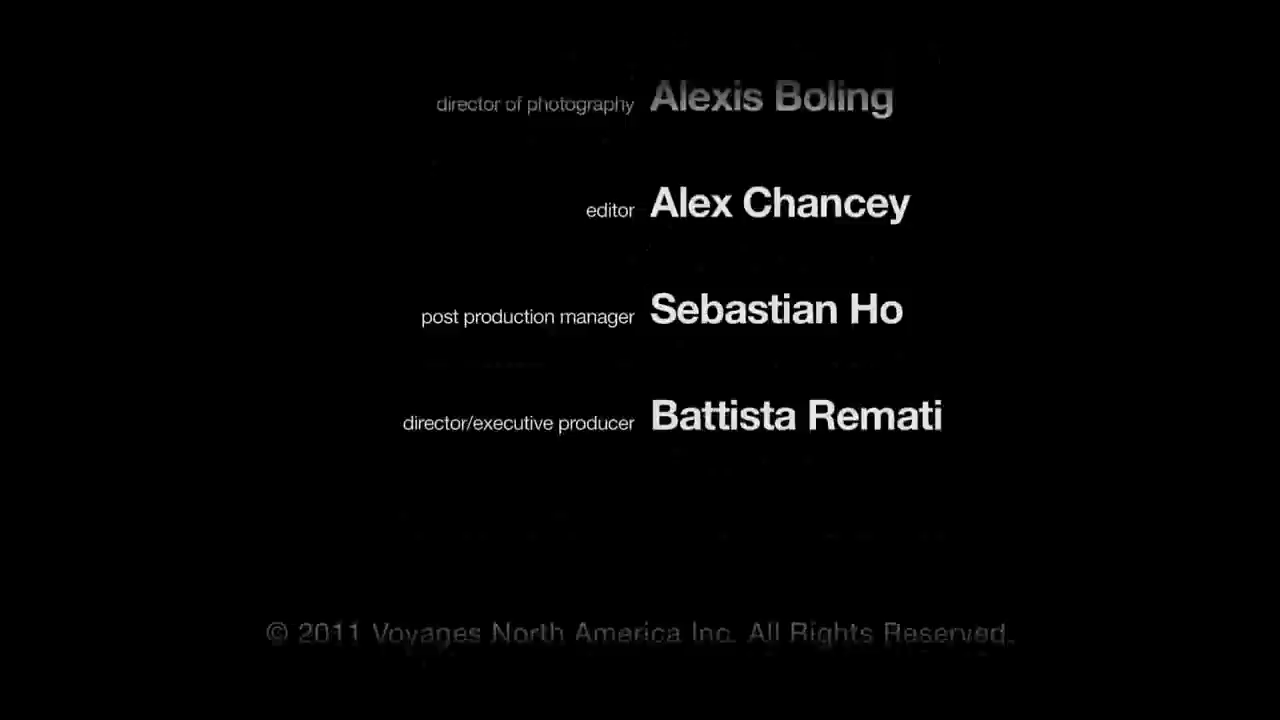 director of photography Alexis Boling
editor Alex Chancey
post production manager Sebastian Ho
director/executive producer Battista Remati
© 2011 Voyages North America Inc. All Rights Reserved.